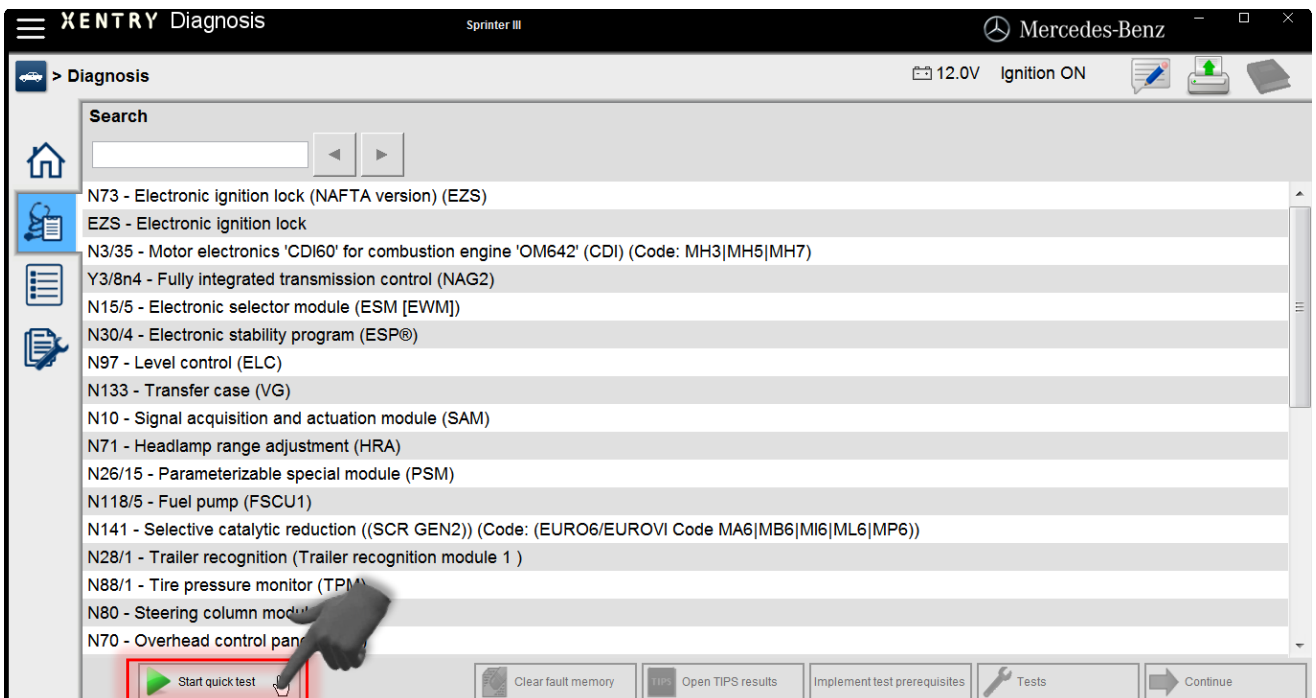 XENTRY Diagnosis
Sprinter III
Mercedes-Benz
> Diagnosis
12.0V
Ignition ON
Search
N73 - Electronic ignition lock (NAFTA version) (EZS)
EZS - Electronic ignition lock
N3/35 - Motor electronics 'CDI60' for combustion engine 'OM642' (CDI) (Code: MH3|MH5|MH7)
Y3/8n4 - Fully integrated transmission control (NAG2)
N15/5 - Electronic selector module (ESM [EWM])
N30/4 - Electronic stability program (ESP®)
N97 - Level control (ELC)
N133 - Transfer case (VG)
N10 - Signal acquisition and actuation module (SAM)
N71 - Headlamp range adjustment (HRA)
N26/15 - Parameterizable special module (PSM)
N118/5 - Fuel pump (FSCU1)
N141 - Selective catalytic reduction ((SCR GEN2)) (Code: (EURO6/EUROVI Code MA6|MB6|MI6|ML6|MP6))
N28/1 - Trailer recognition (Trailer recognition module 1 )
N88/1 - Tire pressure monitor (TPM)
N80 - Steering column
N70 - Overhead control
Start quick test
Clear fault memory
TIPS
Open TIPS results
Implement test prerequisites
Tests
Continue